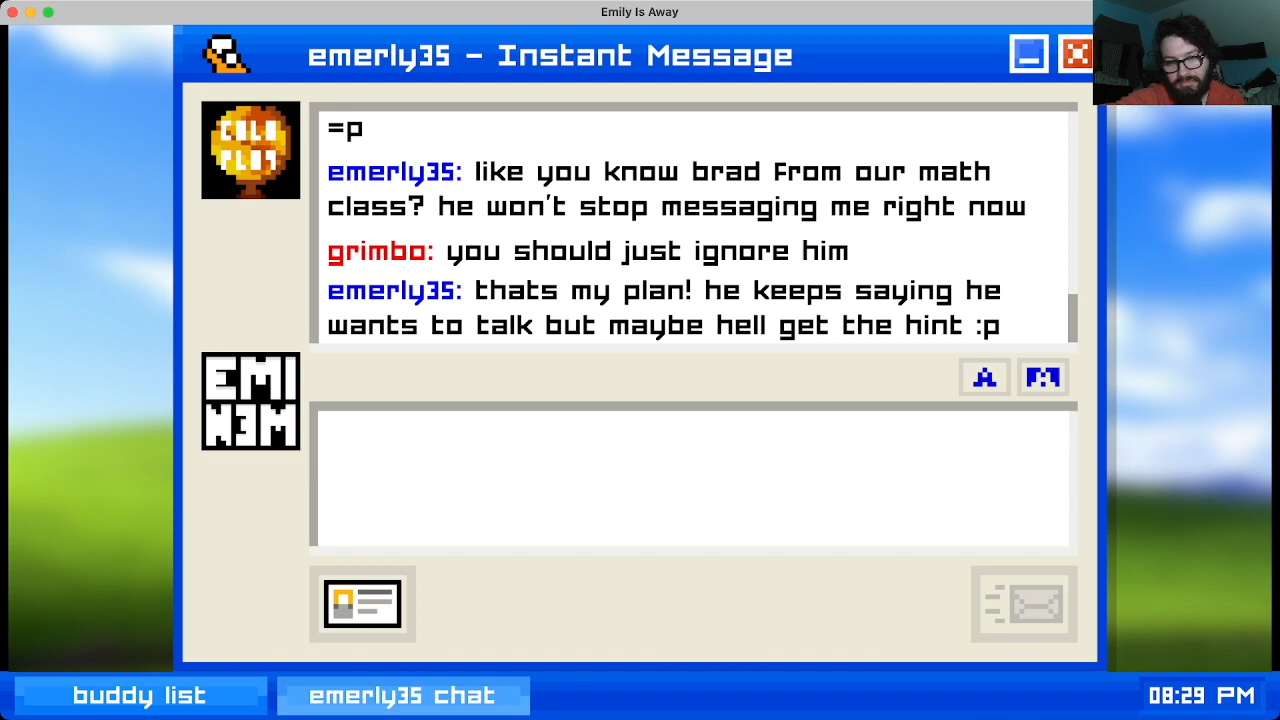 Emily Is Away
emerly35 - Instant Message
COLD
PLAY
=p
emerly35: like you know brad from our math
class? he won't stop messaging me right now
grimbo: you should just ignore him
emerly35: thats my plan! he keeps saying he
wants to talk but maybe hell get the hint :p
A
EMI
N3M
buddy list
emerly35 chat
08:29 PM